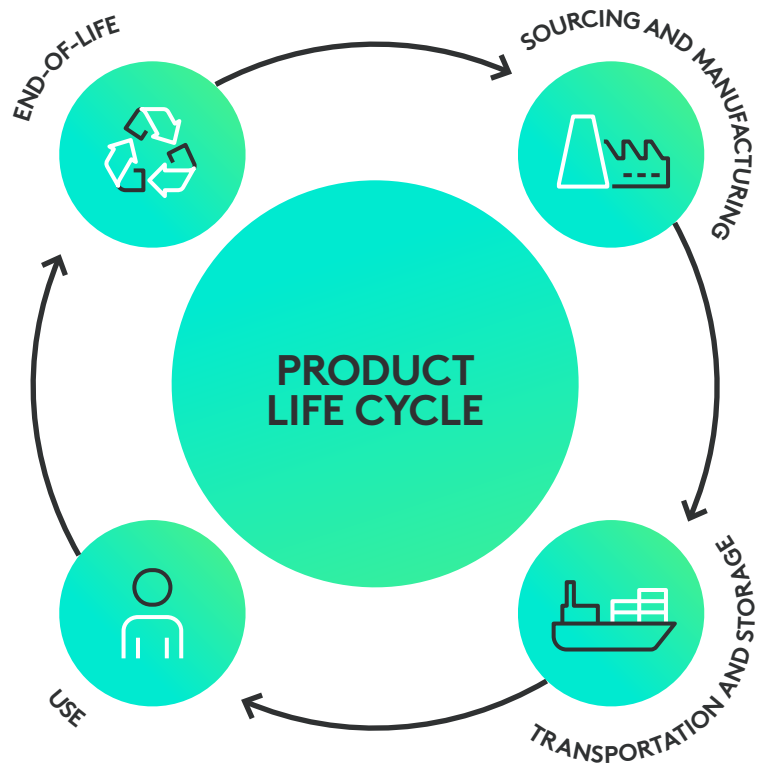 END-OF-LIFE
SOURCING AND MANUFACTURING
PRODUCT
LIFE CYCLE
USE
TRANSPORTATION AND STORAGE